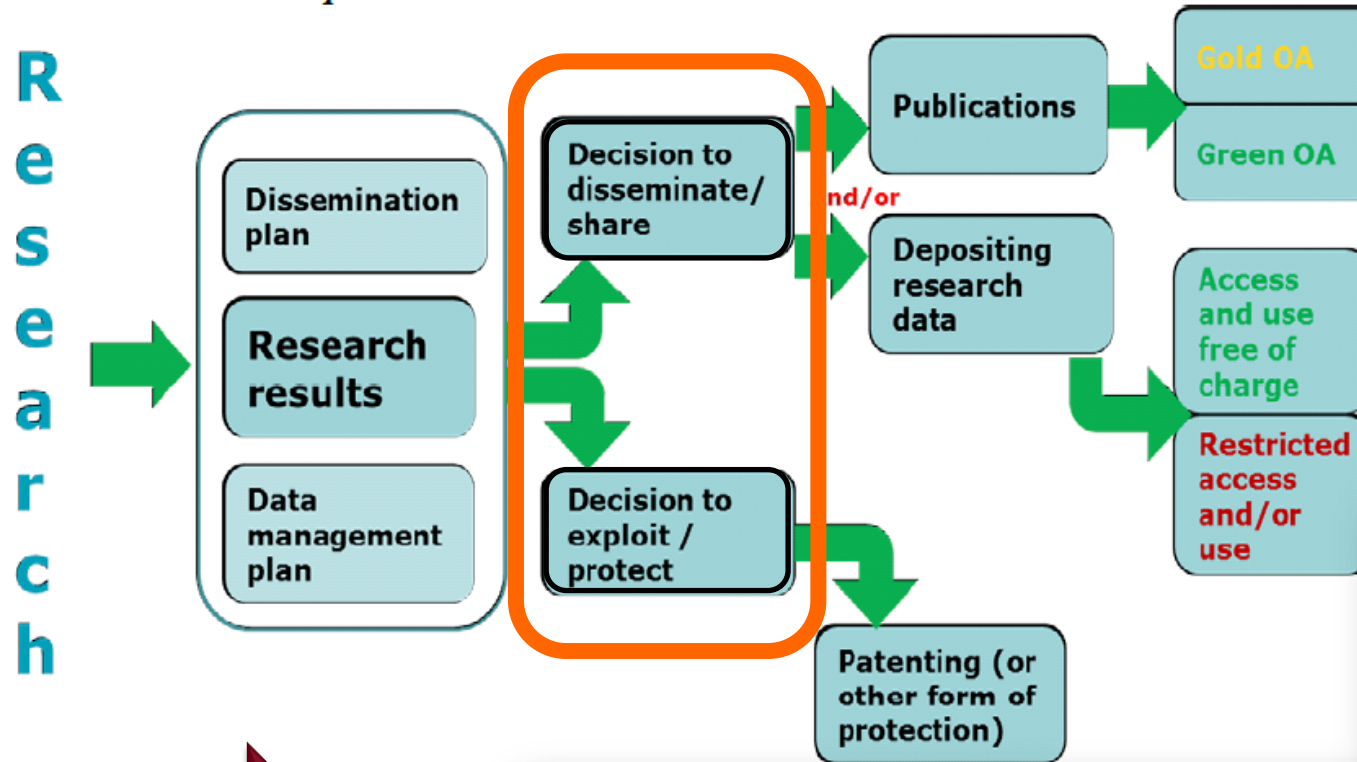 Research
Dissemination
plan
Research
results
Data
management
plan
Decision to
disseminate/
share
Decision to
exploit /
protect
nd/or
Publications
Depositing
research
data
Patenting (or
other form of
protection)
Gold OA
Green OA
Access
and use
free of
charge
Restricted
access
and/or
use